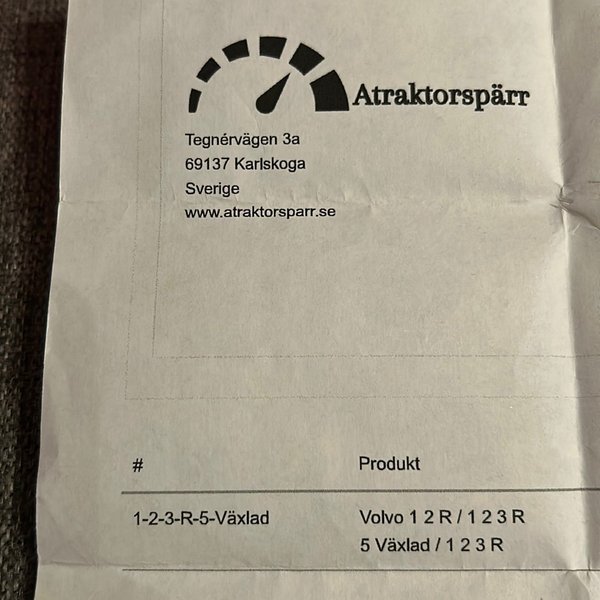 Atraktorspärr
Tegnérvägen 3a
69137 Karlskoga
Sverige
www.atraktorsparr.se
# Produkt
1-2-3-R-5-Växlad Volvo 1 2 R / 1 2 3 R
5 Växlad / 1 2 3 R